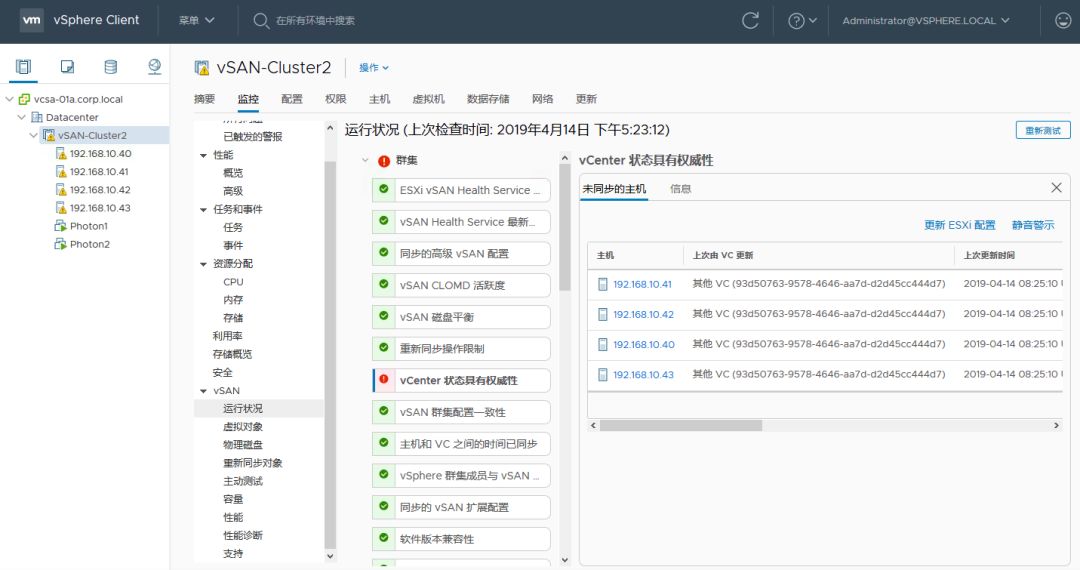 vm vSphere Client 菜单 在所有环境中搜索 Administrator@VSPHERE.LOCAL
vcsa-01a.corp.local
Datacenter
vSAN-Cluster2
192.168.10.40
192.168.10.41
192.168.10.42
192.168.10.43
Photon1
Photon2
vSAN-Cluster2 操作
摘要 监控 配置 权限 主机 虚拟机 数据存储 网络 更新
已触发的警报
性能
概览
高级
任务和事件
任务
事件
资源分配
CPU
内存
存储
利用率
存储概览
安全
vSAN
运行状况
虚拟对象
物理磁盘
重新同步对象
主动测试
容量
性能
性能诊断
支持
运行状况 (上次检查时间: 2019年4月14日 下午5:23:12) 重新测试
群集
ESXi vSAN Health Service ...
vSAN Health Service 最新...
同步的高级 vSAN 配置
vSAN CLOMD 活跃度
vSAN 磁盘平衡
重新同步操作限制
vCenter 状态具有权威性
vSAN 群集配置一致性
主机和 VC 之间的时间已同步
vSphere 群集成员与 vSAN ...
同步的 vSAN 扩展配置
软件版本兼容性
vCenter 状态具有权威性
未同步的主机 信息
更新 ESXi 配置 静音警示
主机 上次由 VC 更新 上次更新时间
192.168.10.41 其他 VC (93d50763-9578-4646-aa7d-d2d45cc444d7) 2019-04-14 08:25:10
192.168.10.42 其他 VC (93d50763-9578-4646-aa7d-d2d45cc444d7) 2019-04-14 08:25:10
192.168.10.40 其他 VC (93d50763-9578-4646-aa7d-d2d45cc444d7) 2019-04-14 08:25:10
192.168.10.43 其他 VC (93d50763-9578-4646-aa7d-d2d45cc444d7) 2019-04-14 08:25:10